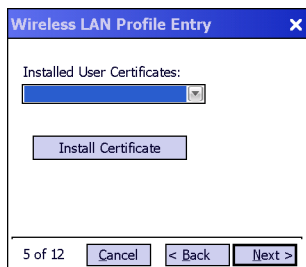 Wireless LAN Profile Entry X
Installed User Certificates:
Install Certificate
5 of 12 Cancel < Back Next >